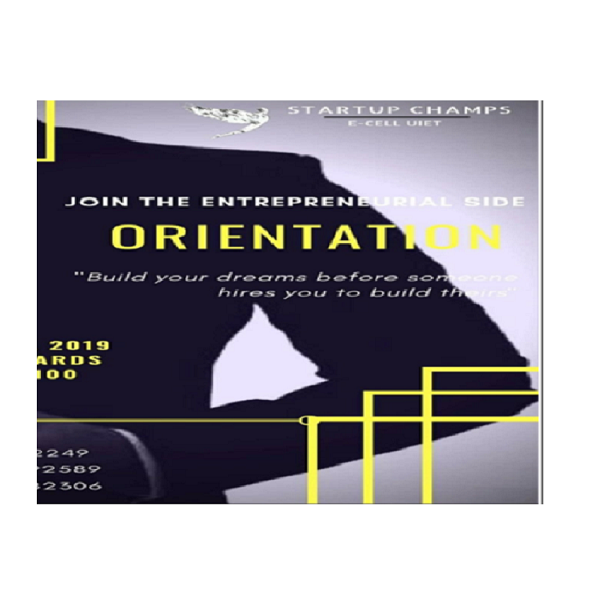 STARTUP CHAMPS
E-CELL UIET
JOIN THE ENTREPRENEURIAL SIDE
ORIENTATION
"Build your dreams before someone
hires you to build theirs"
2019
ARDS
100
2249
2589
2306